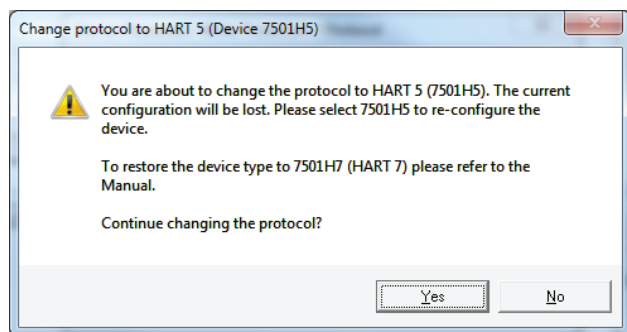 Change protocol to HART 5 (Device 7501H5)
You are about to change the protocol to HART 5 (7501H5). The current
configuration will be lost. Please select 7501H5 to re-configure the
device.
To restore the device type to 7501H7 (HART 7) please refer to the
Manual.
Continue changing the protocol?
Yes
No